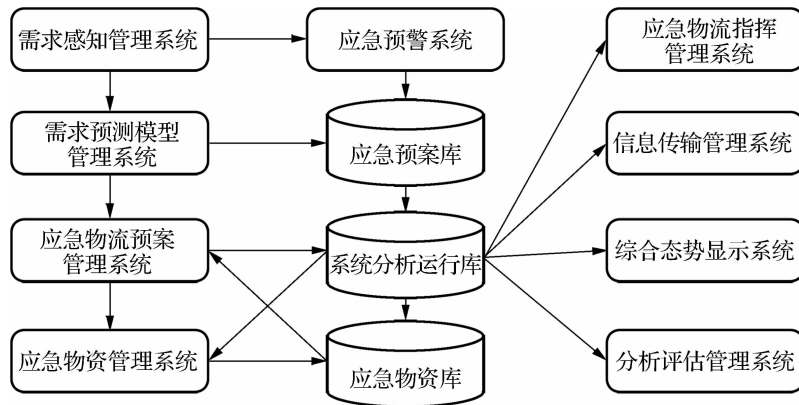 需求感知管理系统
应急预警系统
应急物流指挥
管理系统
需求预测模型
管理系统
应急预案库
信息传输管理系统
应急物流预案
管理系统
系统分析运行库
综合态势显示系统
应急物资管理系统
应急物资库
分析评估管理系统